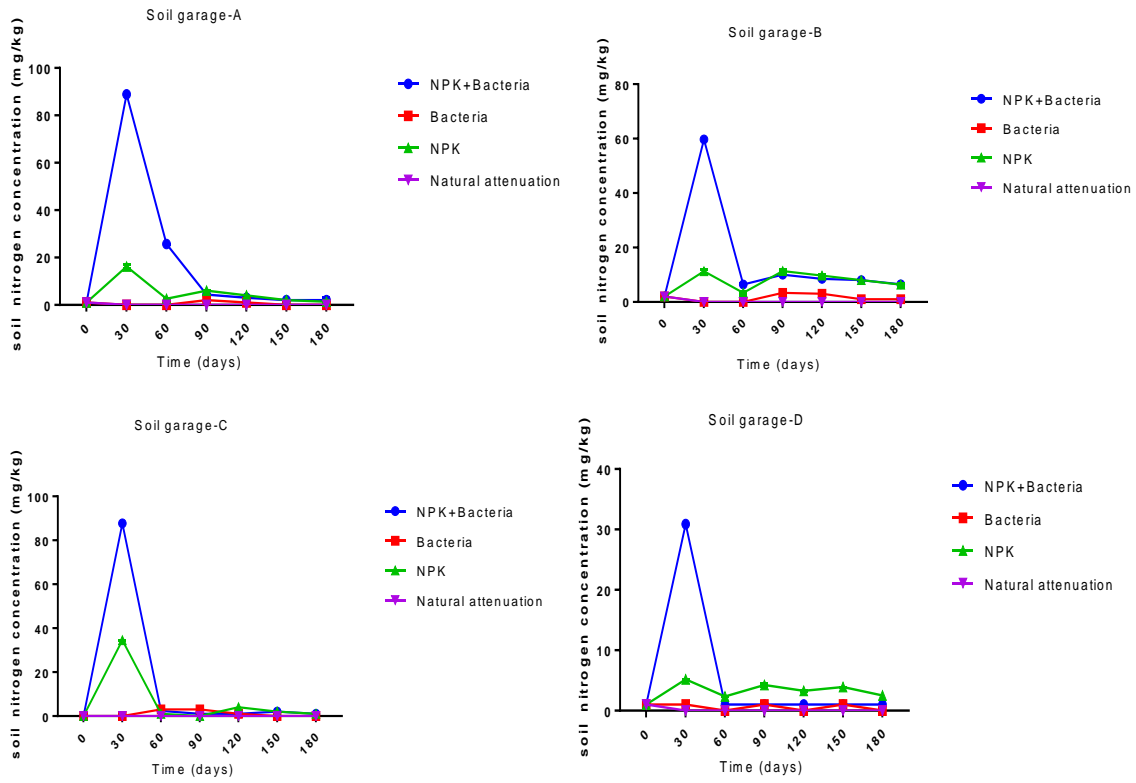 Soil garage-A
soil nitrogen concentration (mg/kg)
100
80
60
40
20
0
0 30 60 90 120 150 180
Time (days)
NPK+Bacteria
Bacteria
NPK
Natural attenuation
Soil garage-B
soil nitrogen concentration (mg/kg)
80
60
40
20
0
0 30 60 90 120 150 180
Time (days)
NPK+Bacteria
Bacteria
NPK
Natural attenuation
Soil garage-C
soil nitrogen concentration (mg/kg)
100
80
60
40
20
0
0 30 60 90 120 150 180
Time (days)
NPK+Bacteria
Bacteria
NPK
Natural attenuation
Soil garage-D
soil nitrogen concentration (mg/kg)
40
30
20
10
0
0 30 60 90 120 150 180
Time (days)
NPK+Bacteria
Bacteria
NPK
Natural attenuation